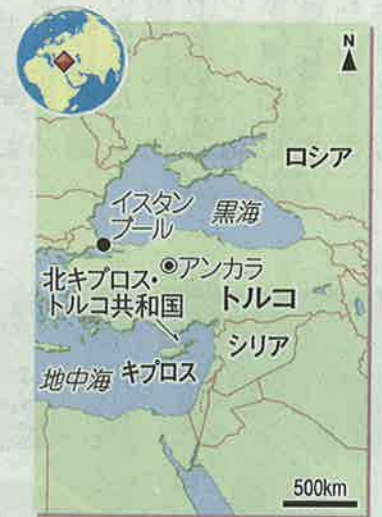 N
ロシア
イスタン
ブール
黒海
アンカラ
北キプロス・
トルコ共和国
トルコ
シリア
地中海
キプロス
500km